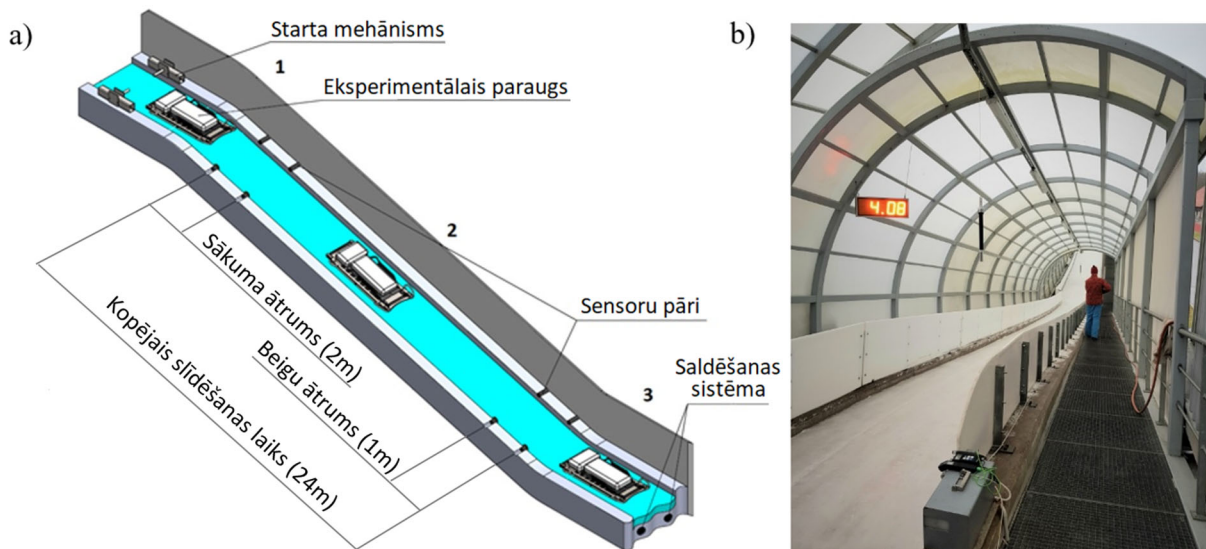 a)
Starta mehānisms
1
Eksperimentālais paraugs
2
Sākuma ātrums (2m)
Kopējais slīdēšanas laiks (24m)
Beigu ātrums (1m)
Sensoru pāri
3
Saldēšanas
sistēma
b)
4.08